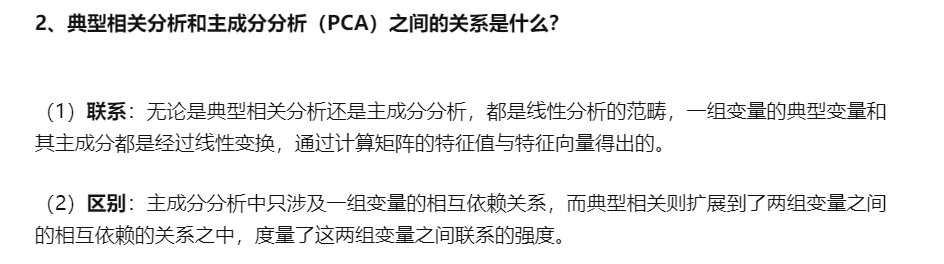 2、典型相关分析和主成分分析（PCA）之间的关系是什么？
（1）联系：无论是典型相关分析还是主成分分析，都是线性分析的范畴，一组变量的典型变量和
其主成分都是经过线性变换，通过计算矩阵的特征值与特征向量得出的。
（2）区别：主成分分析中只涉及一组变量的相互依赖关系，而典型相关则扩展到了两组变量之间
的相互依赖的关系之中，度量了这两组变量之间联系的强度。